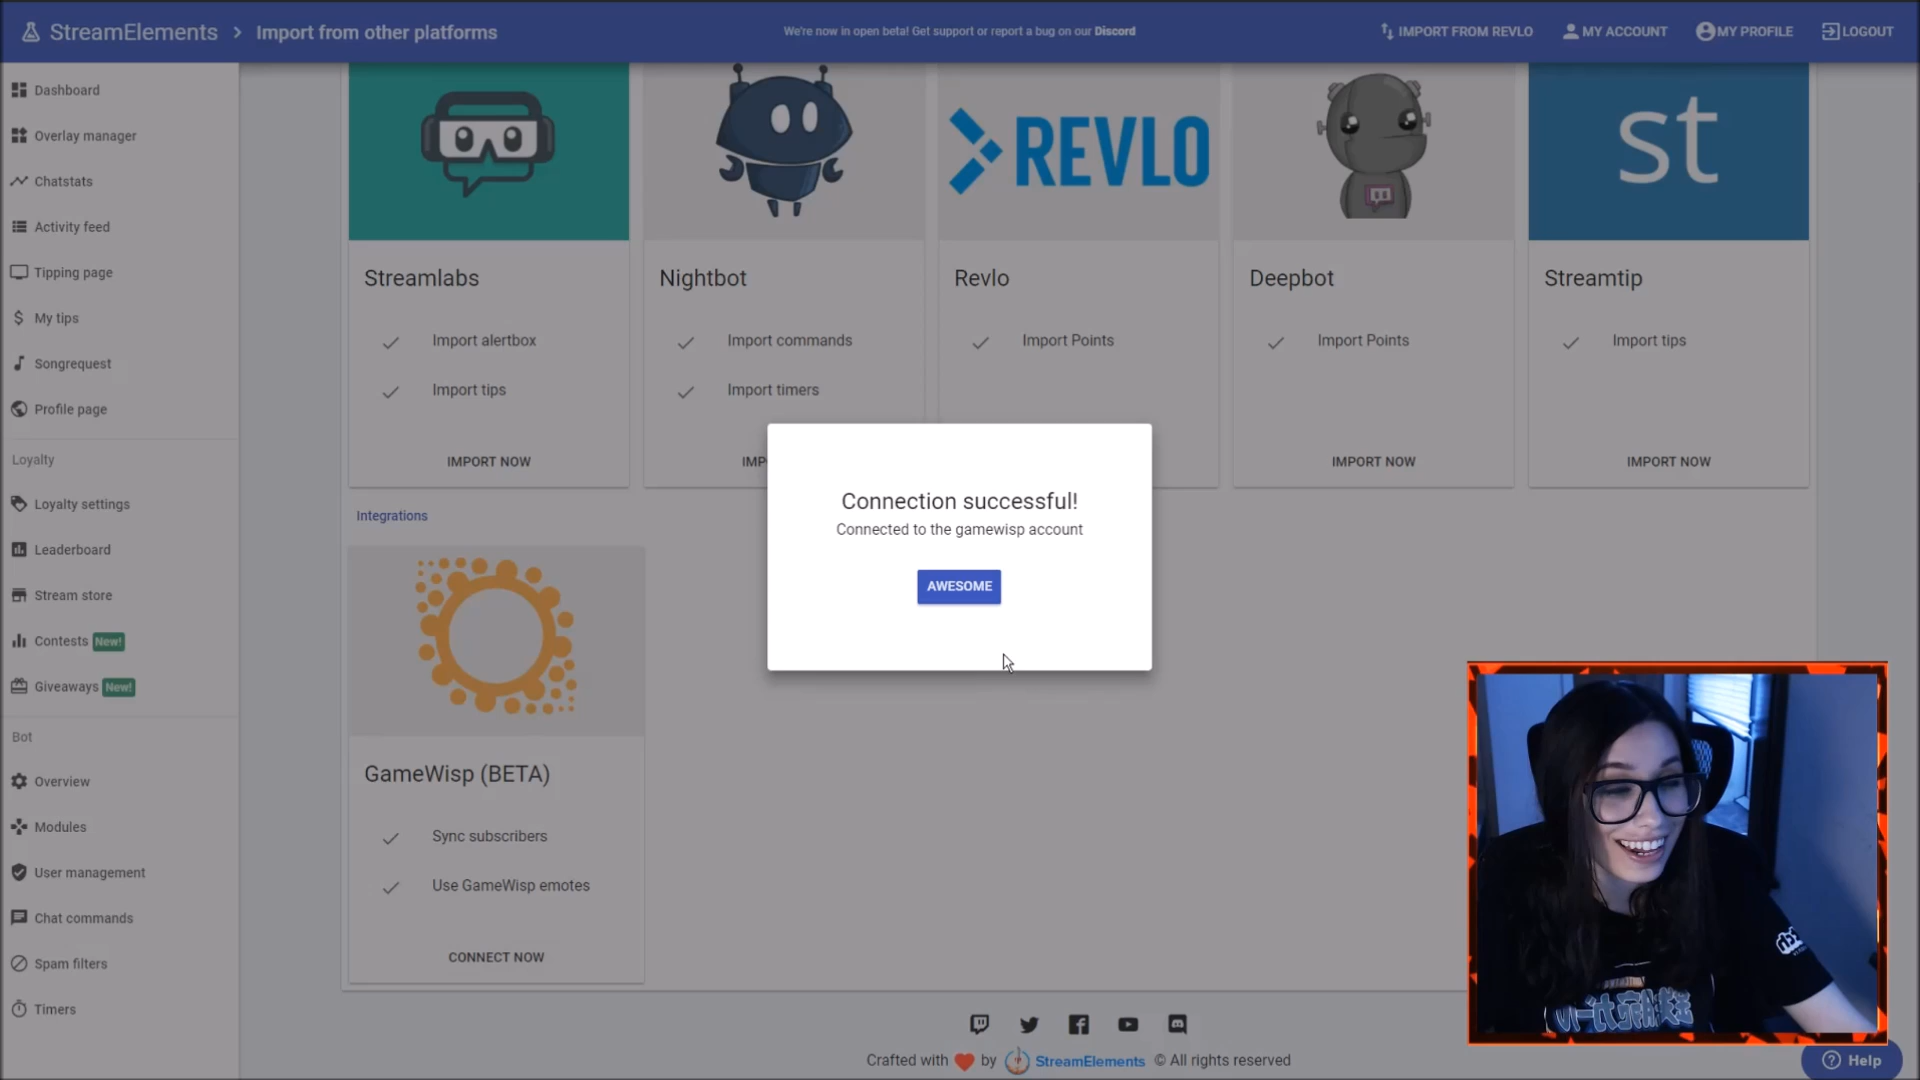 StreamElements > Import from other platforms
We're now in open beta! Get support or report a bug on our Discord
IMPORT FROM REVLO
MY ACCOUNT
MY PROFILE
LOGOUT
Dashboard
Overlay manager
Chatstats
Activity feed
Tipping page
My tips
Songrequest
Profile page
Loyalty
Loyalty settings
Leaderboard
Stream store
Contests New!
Giveaways New!
Bot
Overview
Modules
User management
Chat commands
Spam filters
Timers
REVLO
st
Streamlabs
Import alertbox
Import tips
IMPORT NOW
Nightbot
Import commands
Import timers
IMP
Revlo
Import Points
Deepbot
Import Points
IMPORT NOW
Streamtip
Import tips
IMPORT NOW
Connection successful!
Connected to the gamewisp account
AWESOME
Integrations
GameWisp (BETA)
Sync subscribers
Use GameWisp emotes
CONNECT NOW
Crafted with by StreamElements © All rights reserved
Help